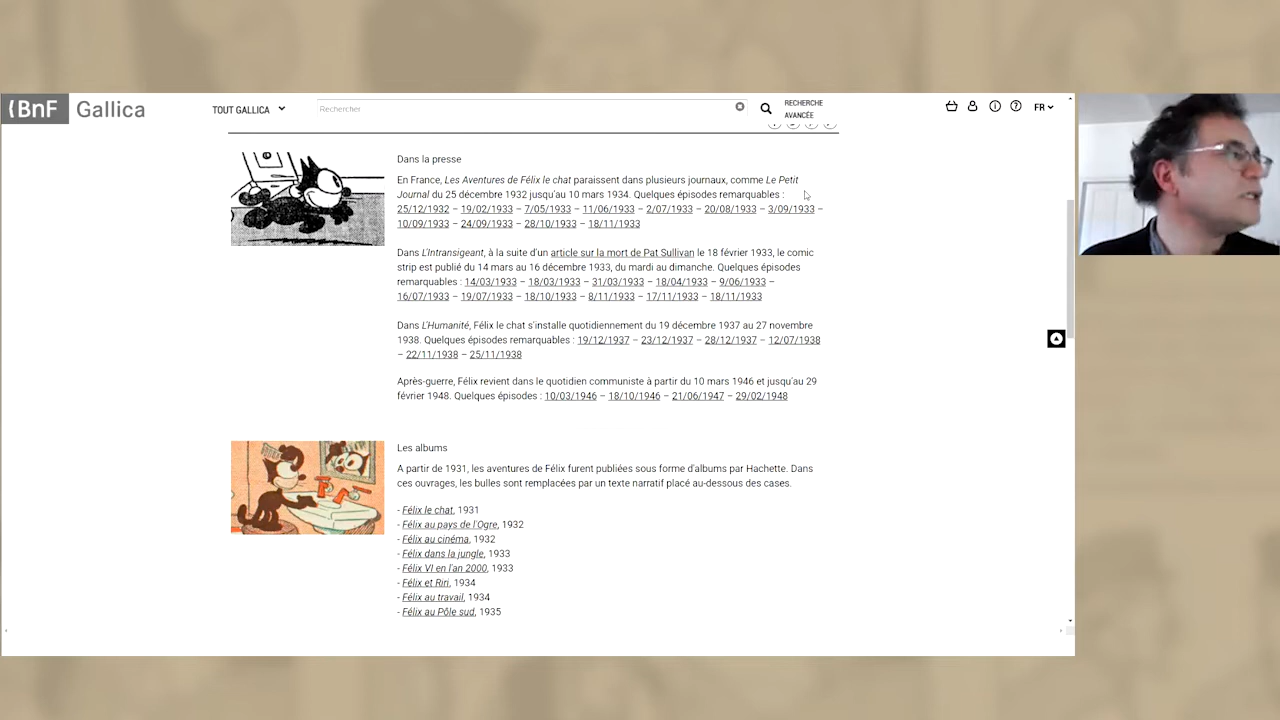 {BnF Gallica
TOUT GALLICA
Rechercher
RECHERCHE
AVANCÉE
FR
Dans la presse
En France, Les Aventures de Félix le chat paraissent dans plusieurs journaux, comme Le Petit
Journal du 25 décembre 1932 jusqu'au 10 mars 1934. Quelques épisodes remarquables :
25/12/1932 – 19/02/1933 – 7/05/1933 – 11/06/1933 – 2/07/1933 – 20/08/1933 – 3/09/1933 –
10/09/1933 – 24/09/1933 – 28/10/1933 – 18/11/1933
Dans L'Intransigeant, à la suite d'un article sur la mort de Pat Sullivan le 18 février 1933, le comic
strip est publié du 14 mars au 16 décembre 1933, du mardi au dimanche. Quelques épisodes
remarquables : 14/03/1933 – 18/03/1933 – 31/03/1933 – 18/04/1933 – 9/06/1933 –
16/07/1933 – 19/07/1933 – 18/10/1933 – 8/11/1933 – 17/11/1933 – 18/11/1933
Dans L'Humanité, Félix le chat s'installe quotidiennement du 19 décembre 1937 au 27 novembre
1938. Quelques épisodes remarquables : 19/12/1937 – 23/12/1937 – 28/12/1937 – 12/07/1938
– 22/11/1938 – 25/11/1938
Après-guerre, Félix revient dans le quotidien communiste à partir du 10 mars 1946 et jusqu'au 29
février 1948. Quelques épisodes : 10/03/1946 – 18/10/1946 – 21/06/1947 – 29/02/1948
Les albums
A partir de 1931, les aventures de Félix furent publiées sous forme d'albums par Hachette. Dans
ces ouvrages, les bulles sont remplacées par un texte narratif placé au-dessous des cases.
- Félix le chat, 1931
- Félix au pays de l'Ogre, 1932
- Félix au cinéma, 1932
- Félix dans la jungle, 1933
- Félix VI en l'an 2000, 1933
- Félix et Riri, 1934
- Félix au travail, 1934
- Félix au Pôle sud, 1935